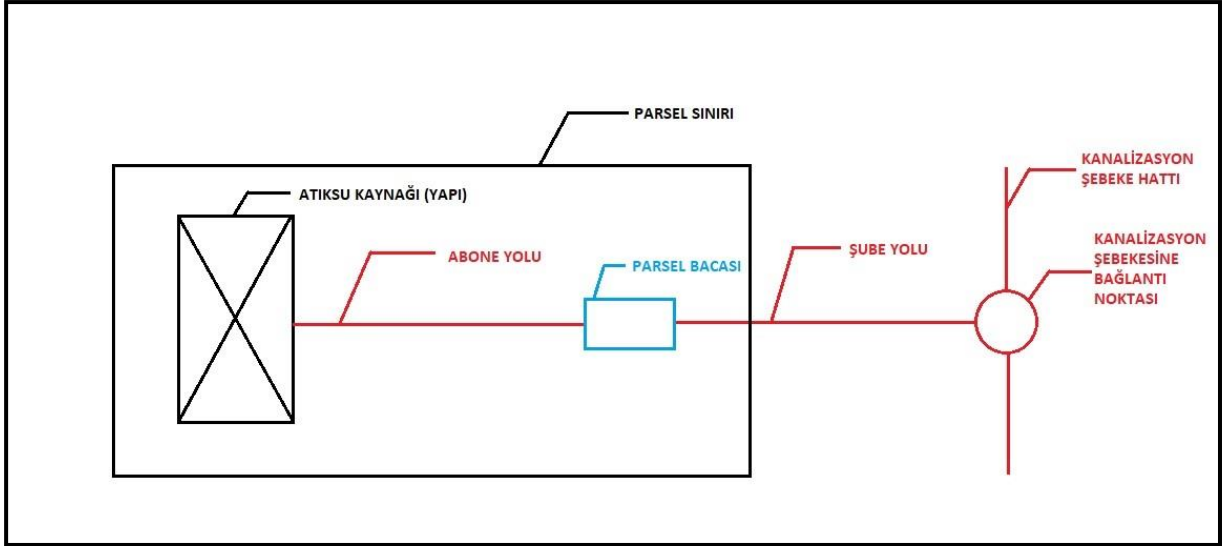 PARSEL SINIRI
KANALİZASYON
ŞEBEKE HATTI
ATIKSU KAYNAĞI (YAPI)
ABONE YOLU
PARSEL BACASI
ŞUBE YOLU
KANALİZASYON
ŞEBEKESİNE
BAĞLANTI
NOKTASI